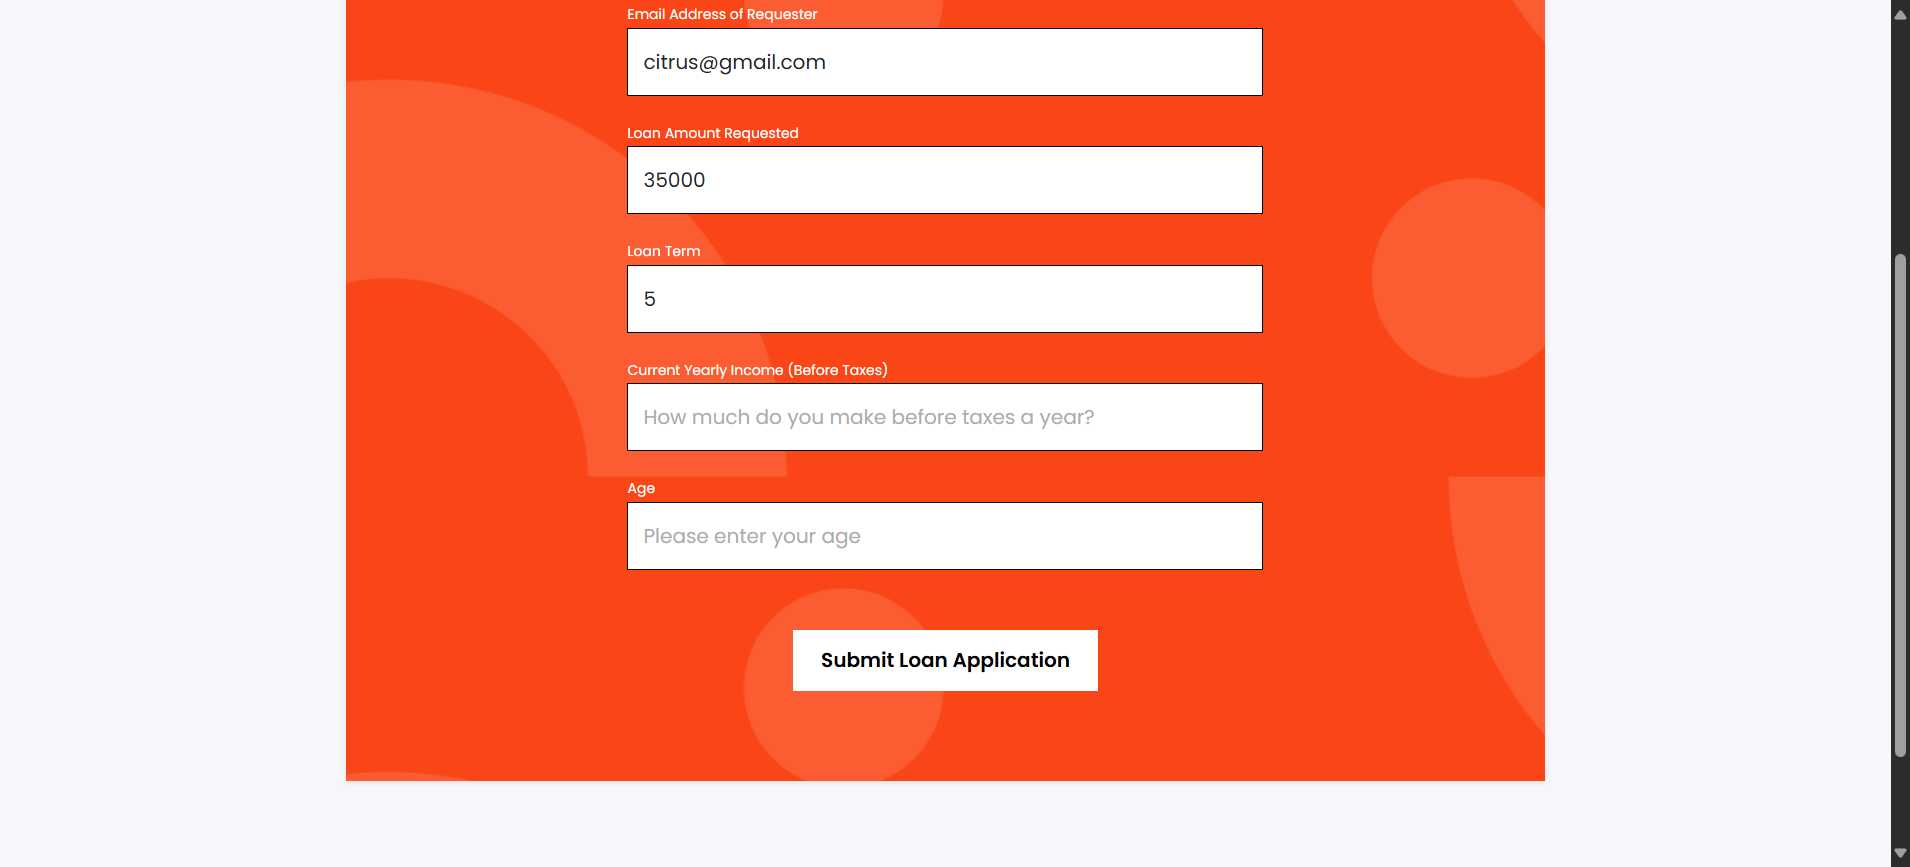 Email Address of Requester
citrus@gmail.com
Loan Amount Requested
35000
Loan Term
5
Current Yearly Income (Before Taxes)
How much do you make before taxes a year?
Age
Please enter your age
Submit Loan Application